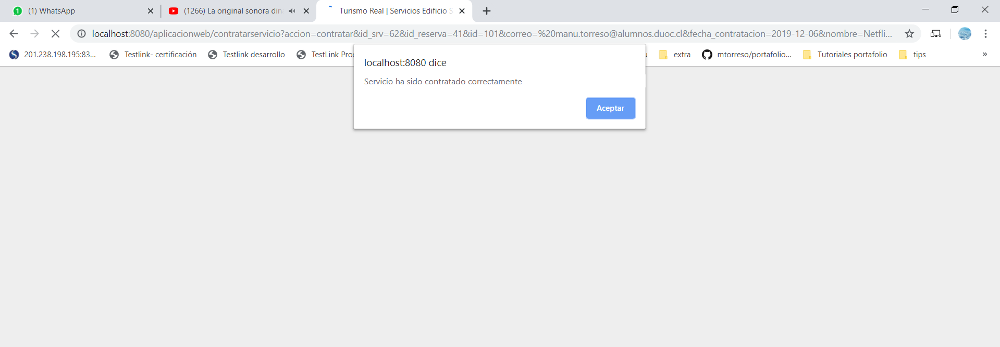 (1) WhatsApp
(1266) La original sonora din
Turismo Real | Servicios Edificio S
localhost:8080/aplicacionweb/contratarservicio?accion=contratar&id_srv=62&id_reserva=41&id=101&correo=%20manu.torreso@alumnos.duoc.cl&fecha_contratacion=2019-12-06&nombre=Netfli...
201.238.198.195:83...
Testlink- certificación
Testlink desarrollo
TestLink Pro
extra
mtorreso/portafolio...
Tutoriales portafolio
tips
»
localhost:8080 dice
Servicio ha sido contratado correctamente
Aceptar